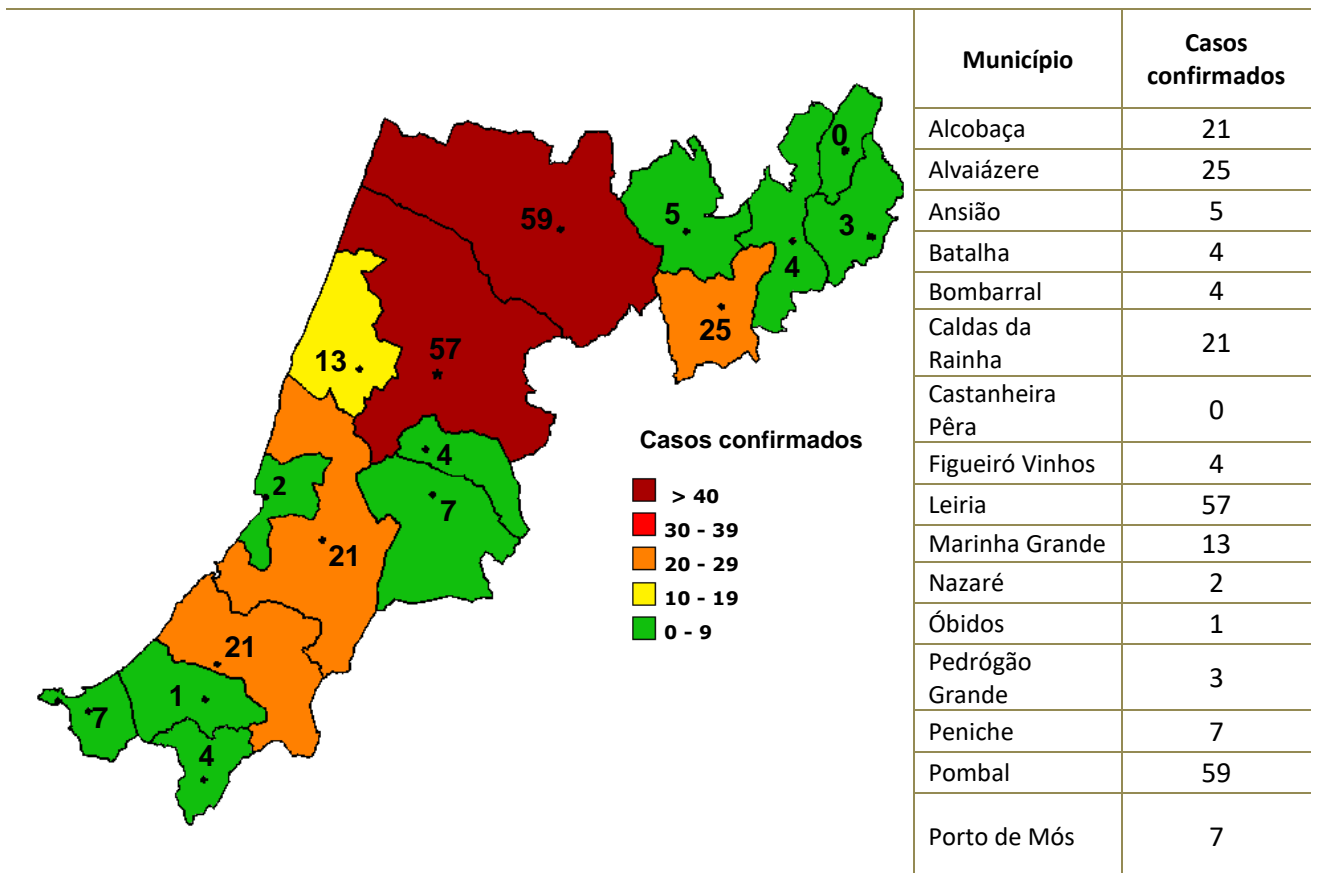 0
59
5
3
4
25
13
57
4
2
7
21
21
1
7
4
Casos confirmados
> 40
30 - 39
20 - 29
10 - 19
0 - 9
Município Casos
confirmados
Alcobaça 21
Alvaiázere 25
Ansião 5
Batalha 4
Bombarral 4
Caldas da
Rainha 21
Castanheira
Pêra 0
Figueiró Vinhos 4
Leiria 57
Marinha Grande 13
Nazaré 2
Óbidos 1
Pedrógão
Grande 3
Peniche 7
Pombal 59
Porto de Mós 7